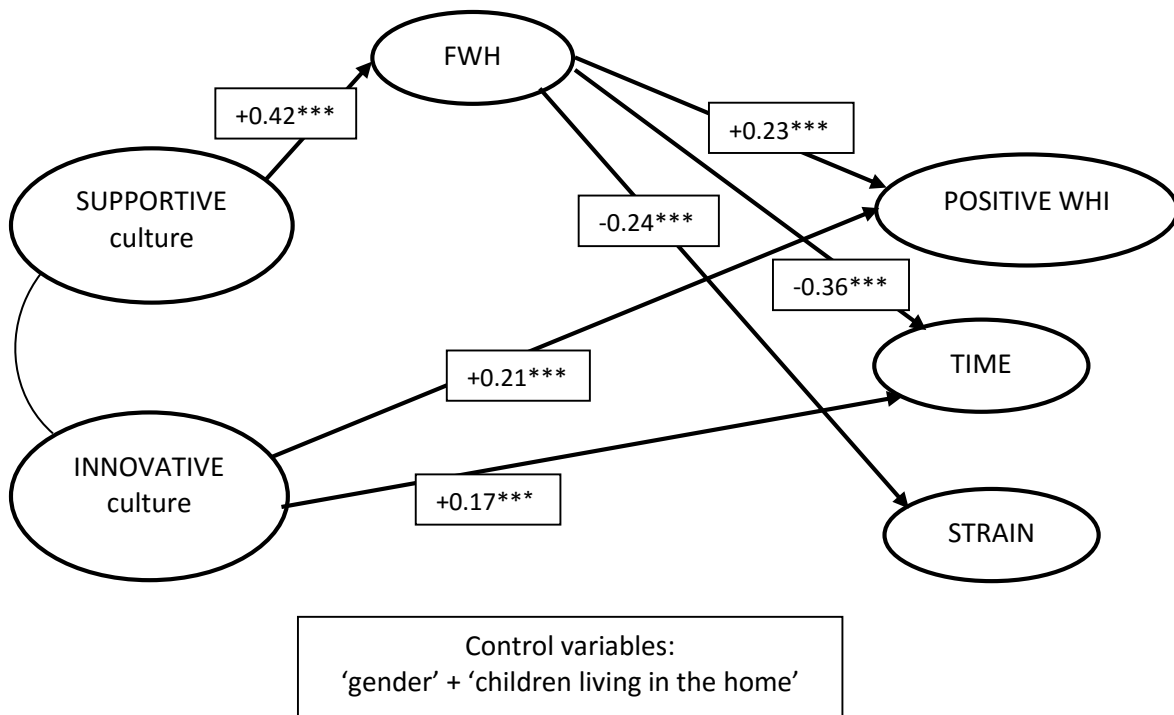 FWH
+0.42***
+0.23***
SUPPORTIVE
culture
POSITIVE WHI
-0.24***
-0.36***
TIME
+0.21***
INNOVATIVE
culture
+0.17***
STRAIN
Control variables:
‘gender’ + ‘children living in the home’